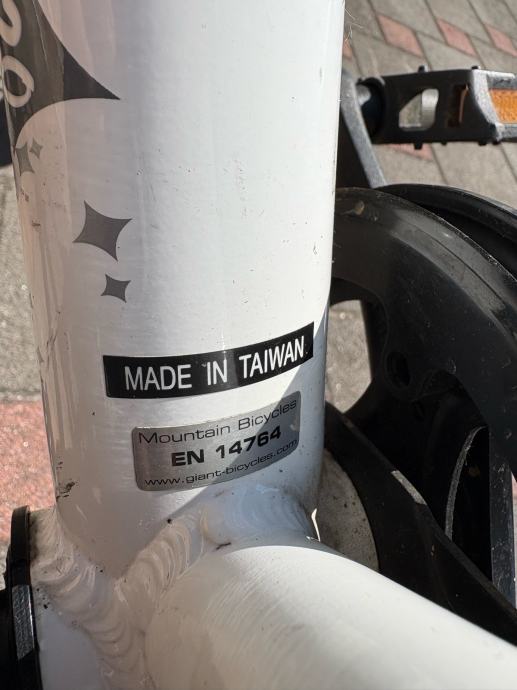 MADE IN TAIWAN
Mountain Bicycles
EN 14764
www.giant-bicycles.com